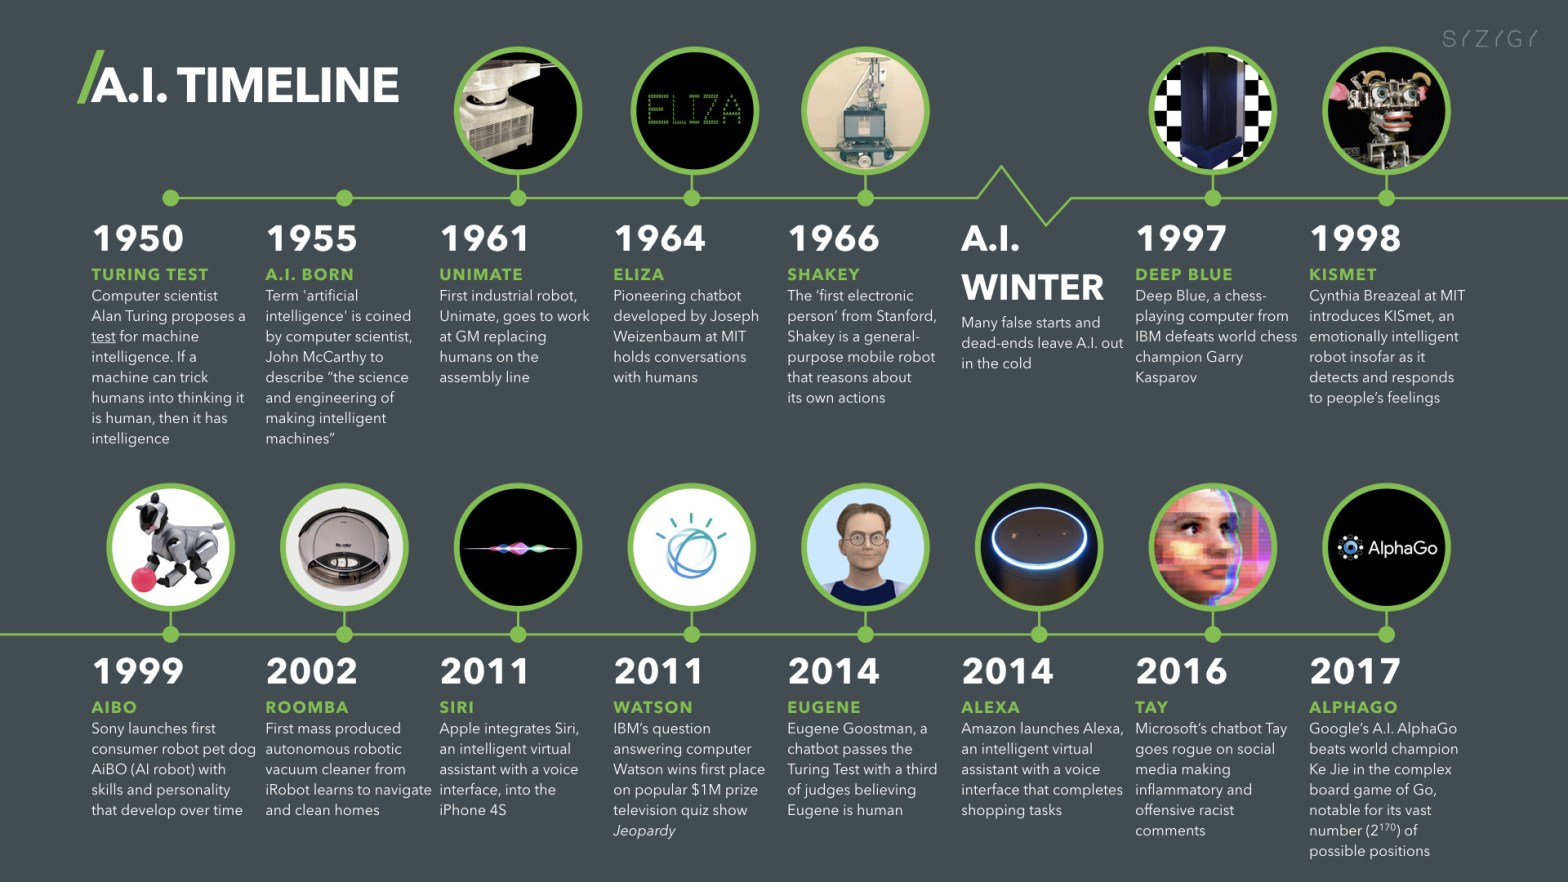 SYZYGY
/A.I. TIMELINE
ELIZA
1950
TURING TEST
Computer scientist
Alan Turing proposes a
test for machine
intelligence. If a
machine can trick
humans into thinking it
is human, then it has
intelligence
1955
A.I. BORN
Term 'artificial
intelligence' is coined
by computer scientist,
John McCarthy to
describe “the science
and engineering of
making intelligent
machines”
1961
UNIMATE
First industrial robot,
Unimate, goes to work
at GM replacing
humans on the
assembly line
1964
ELIZA
Pioneering chatbot
developed by Joseph
Weizenbaum at MIT
holds conversations
with humans
1966
SHAKEY
The ‘first electronic
person’ from Stanford,
Shakey is a general-
purpose mobile robot
that reasons about
its own actions
A.I.
WINTER
Many false starts and
dead-ends leave A.I. out
in the cold
1997
DEEP BLUE
Deep Blue, a chess-
playing computer from
IBM defeats world chess
champion Garry
Kasparov
1998
KISMET
Cynthia Breazeal at MIT
introduces KISmet, an
emotionally intelligent
robot insofar as it
detects and responds
to people’s feelings
AlphaGo
1999
AIBO
Sony launches first
consumer robot pet dog
AiBO (AI robot) with
skills and personality
that develop over time
2002
ROOMBA
First mass produced
autonomous robotic
vacuum cleaner from
iRobot learns to navigate
and clean homes
2011
SIRI
Apple integrates Siri,
an intelligent virtual
assistant with a voice
interface, into the
iPhone 4S
2011
WATSON
IBM’s question
answering computer
Watson wins first place
on popular $1M prize
television quiz show
Jeopardy
2014
EUGENE
Eugene Goostman, a
chatbot passes the
Turing Test with a third
of judges believing
Eugene is human
2014
ALEXA
Amazon launches Alexa,
an intelligent virtual
assistant with a voice
interface that completes
shopping tasks
2016
TAY
Microsoft’s chatbot Tay
goes rogue on social
media making
inflammatory and
offensive racist
comments
2017
ALPHAGO
Google’s A.I. AlphaGo
beats world champion
Ke Jie in the complex
board game of Go,
notable for its vast
number (2¹⁷⁰) of
possible positions